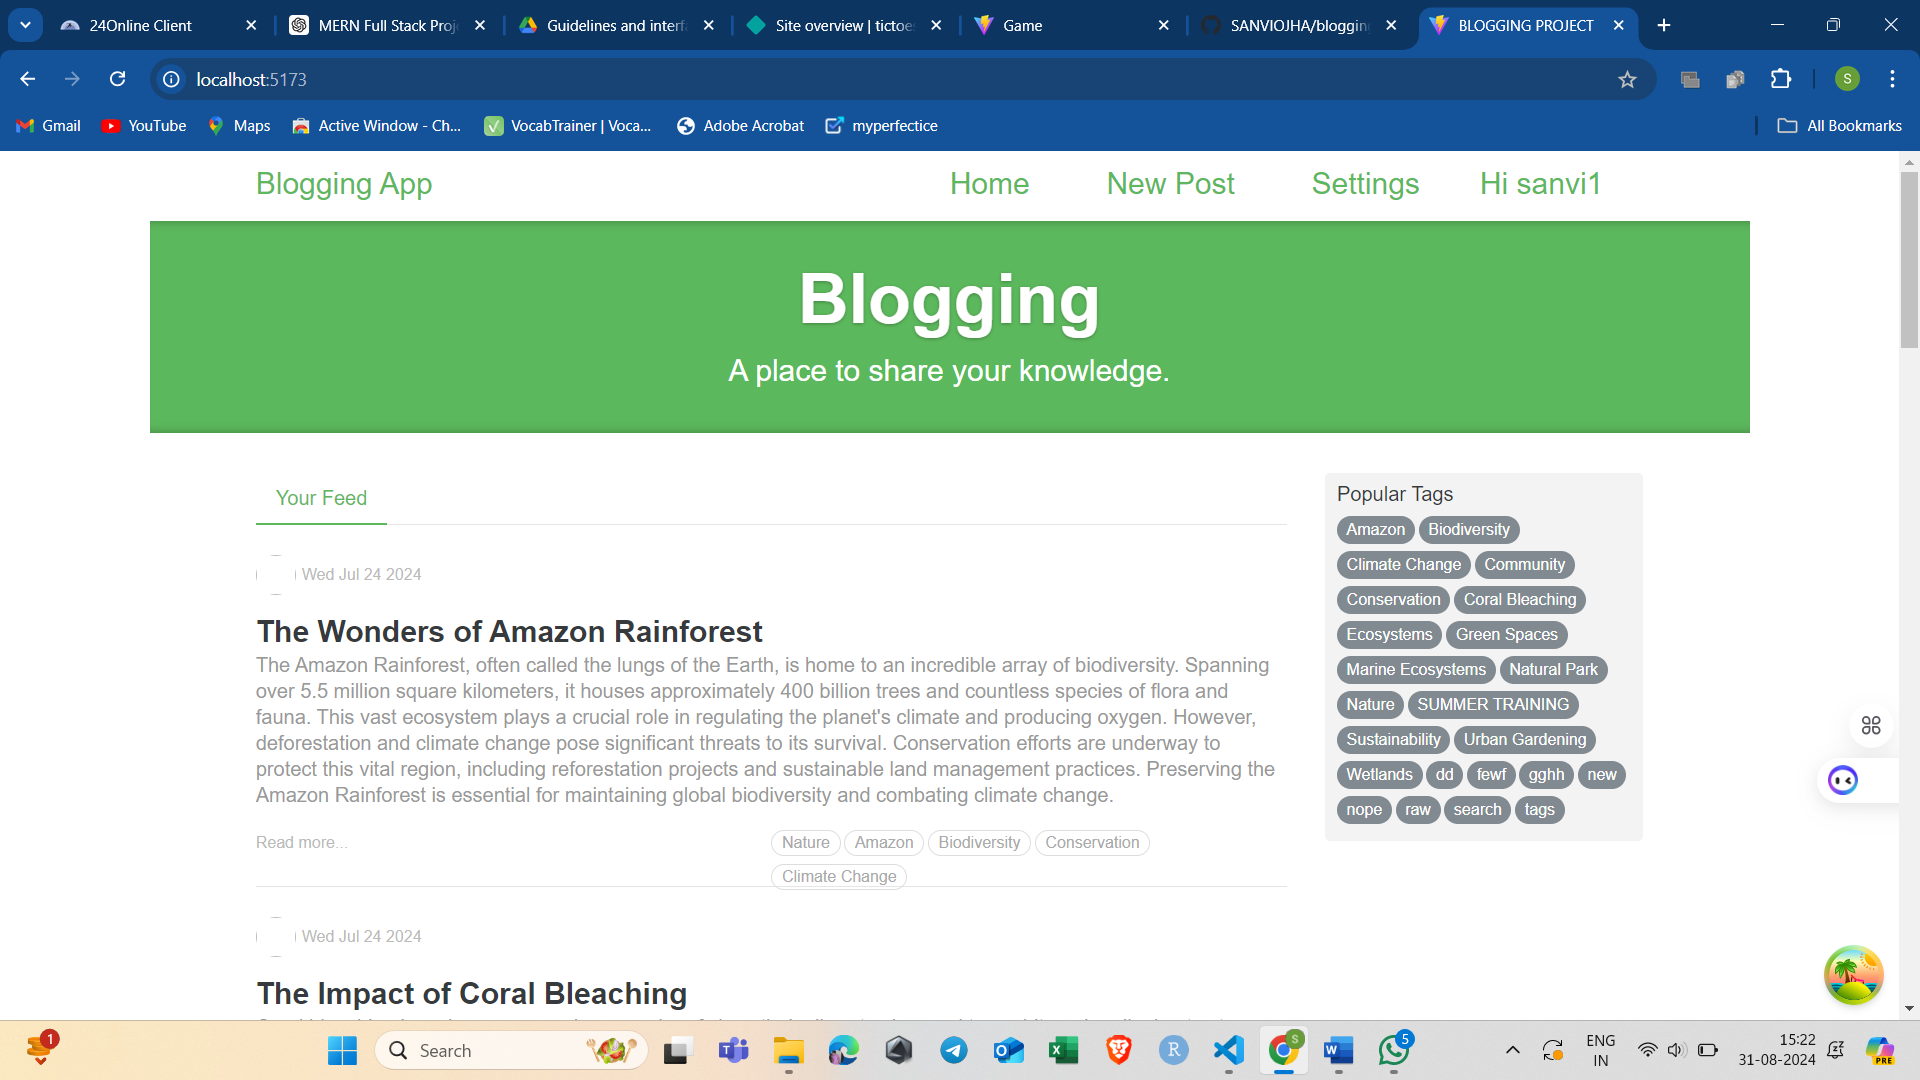 24Online Client
MERN Full Stack Proj
Guidelines and interfa
Site overview | tictoe
Game
SANVIOJHA/blogging
BLOGGING PROJECT
localhost:5173
S
Gmail
YouTube
Maps
Active Window - Ch...
VocabTrainer | Voca...
Adobe Acrobat
myperfectice
All Bookmarks
Blogging App
Home
New Post
Settings
Hi sanvi1
Blogging
A place to share your knowledge.
Your Feed
Wed Jul 24 2024
The Wonders of Amazon Rainforest
The Amazon Rainforest, often called the lungs of the Earth, is home to an incredible array of biodiversity. Spanning
over 5.5 million square kilometers, it houses approximately 400 billion trees and countless species of flora and
fauna. This vast ecosystem plays a crucial role in regulating the planet's climate and producing oxygen. However,
deforestation and climate change pose significant threats to its survival. Conservation efforts are underway to
protect this vital region, including reforestation projects and sustainable land management practices. Preserving the
Amazon Rainforest is essential for maintaining global biodiversity and combating climate change.
Read more...
Nature Amazon Biodiversity Conservation
Climate Change
Wed Jul 24 2024
The Impact of Coral Bleaching
Popular Tags
Amazon Biodiversity
Climate Change Community
Conservation Coral Bleaching
Ecosystems Green Spaces
Marine Ecosystems Natural Park
Nature SUMMER TRAINING
Sustainability Urban Gardening
Wetlands dd fewf gghh new
nope raw search tags
1
Search
T
R
S
W
5
ENG
IN
15:22
31-08-2024
PRE